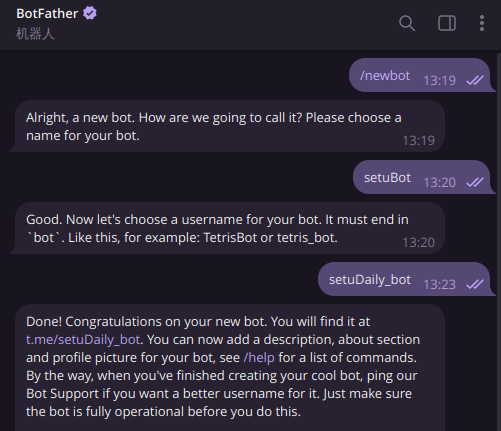 BotFather
机器人
/newbot 13:19
Alright, a new bot. How are we going to call it? Please choose a
name for your bot.
13:19
setuBot 13:20
Good. Now let's choose a username for your bot. It must end in
`bot`. Like this, for example: TetrisBot or tetris_bot.
13:20
setuDaily_bot 13:23
Done! Congratulations on your new bot. You will find it at
t.me/setuDaily_bot. You can now add a description, about section
and profile picture for your bot, see /help for a list of commands.
By the way, when you've finished creating your cool bot, ping our
Bot Support if you want a better username for it. Just make sure
the bot is fully operational before you do this.